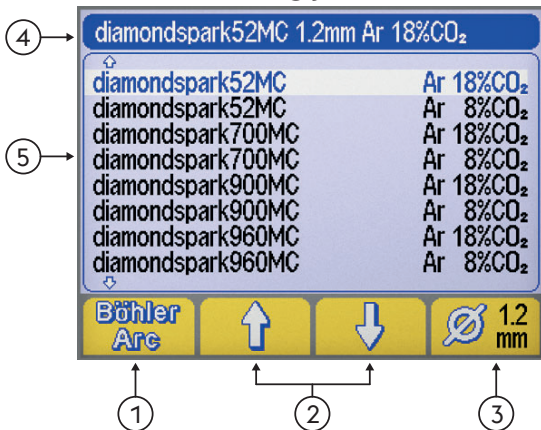 4
diamondspark52MC 1.2mm Ar 18%CO₂
diamondspark52MC Ar 18%CO₂
diamondspark52MC Ar 8%CO₂
5
diamondspark700MC Ar 18%CO₂
diamondspark700MC Ar 8%CO₂
diamondspark900MC Ar 18%CO₂
diamondspark900MC Ar 8%CO₂
diamondspark960MC Ar 18%CO₂
diamondspark960MC Ar 8%CO₂
Böhler
Arc
1.2
mm
1
2
3